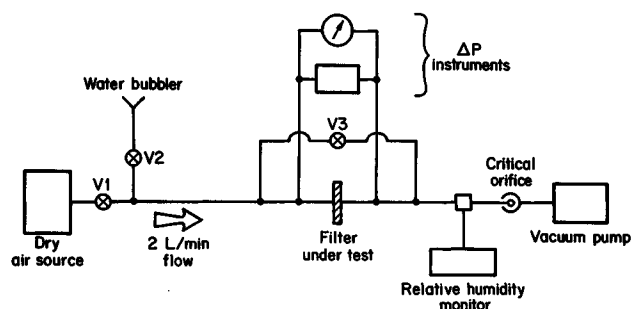 ΔP
instruments
Water bubbler
V3
V2
V1
Critical
orifice
Dry
air source
2 L/min
flow
Filter
under test
Vacuum pump
Relative humidity
monitor